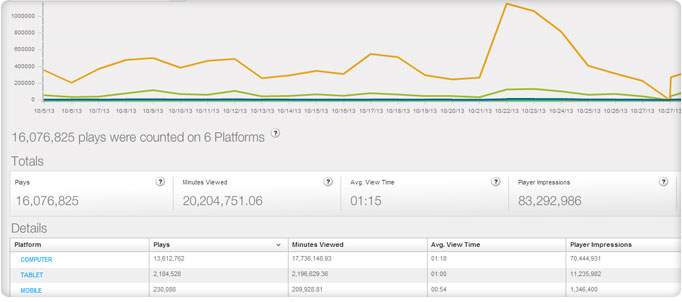 1000000
800000
600000
400000
200000
0
10/5/13 10/6/13 10/7/13 10/8/13 10/9/13 10/10/13 10/11/13 10/12/13 10/13/13 10/14/13 10/15/13 10/16/13 10/17/13 10/18/13 10/19/13 10/20/13 10/21/13 10/22/13 10/23/13 10/24/13 10/25/13 10/26/13 10/27/13 10/27/13
16,076,825 plays were counted on 6 Platforms ?
Totals
Plays ? Minutes Viewed ? Avg. View Time ? Player Impressions ?
16,076,825 20,204,751.06 01:15 83,292,986
Details
Platform Plays Minutes Viewed Avg. View Time Player Impressions
COMPUTER 13,612,762 17,736,148.93 01:18 70,444,931
TABLET 2,184,528 2,196,629.36 01:00 11,235,982
MOBILE 230,088 209,928.81 00:54 1,346,400